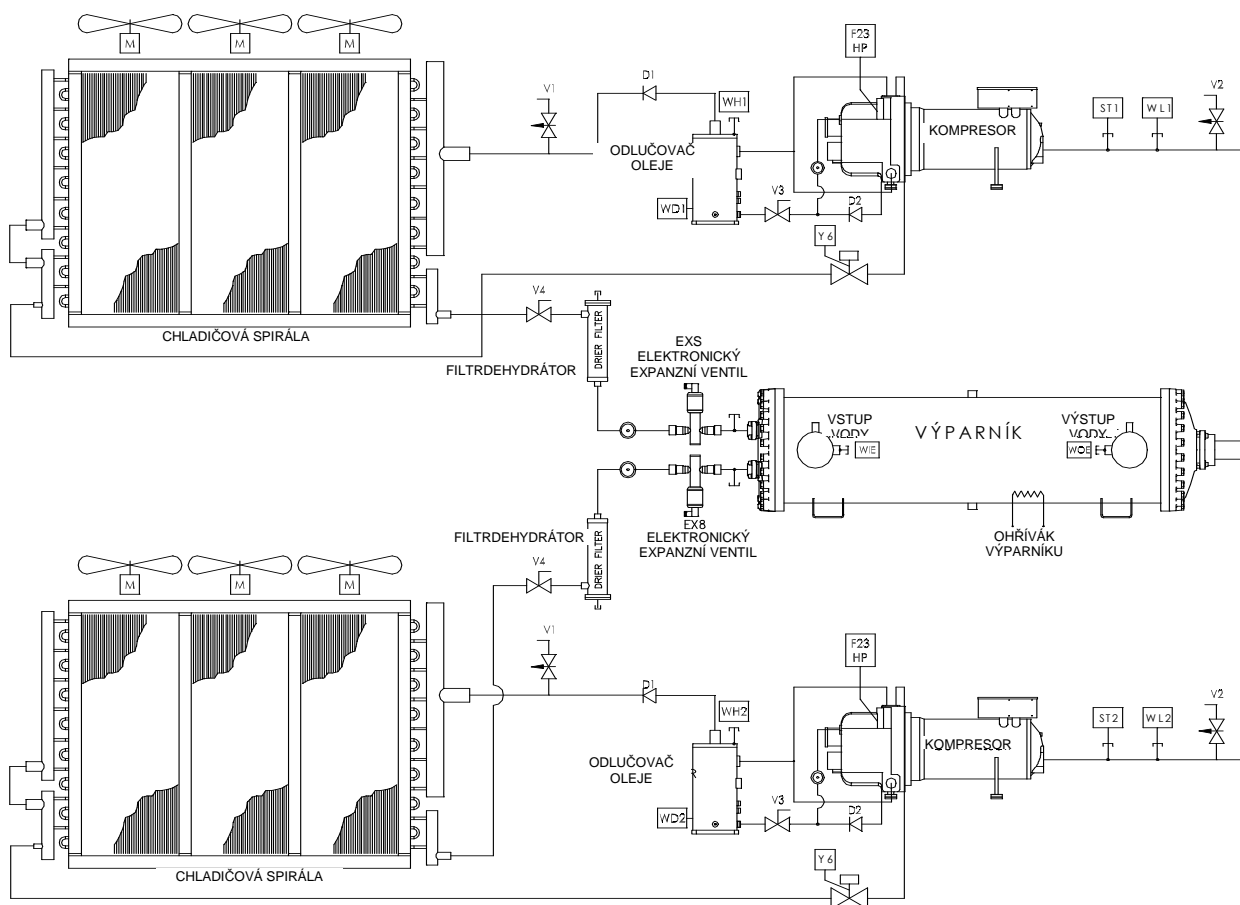 M M M
F23
HP
V1
D1
WH1
KOMPRESOR
ST1
WL1
V2
ODLUČOVAČ
OLEJE
WD1
V3
D2
Y6
V4
CHLADIČOVÁ SPIRÁLA
FILTRDEHYDRÁTOR
DRIER FILTER
EXS
ELEKTRONICKÝ
EXPANZNÍ VENTIL
VSTUP
VODY
WIE
VÝPARNÍK
VÝSTUP
VODY
WOE
OHŘÍVÁK
VÝPARNÍKU
FILTRDEHYDRÁTOR
DRIER FILTER
EX8
ELEKTRONICKÝ
EXPANZNÍ VENTIL
V4
M M M
F23
HP
V1
D1
WH2
KOMPRESOR
ST2
WL2
V2
ODLUČOVAČ
OLEJE
WD2
V3
D2
Y6
CHLADIČOVÁ SPIRÁLA